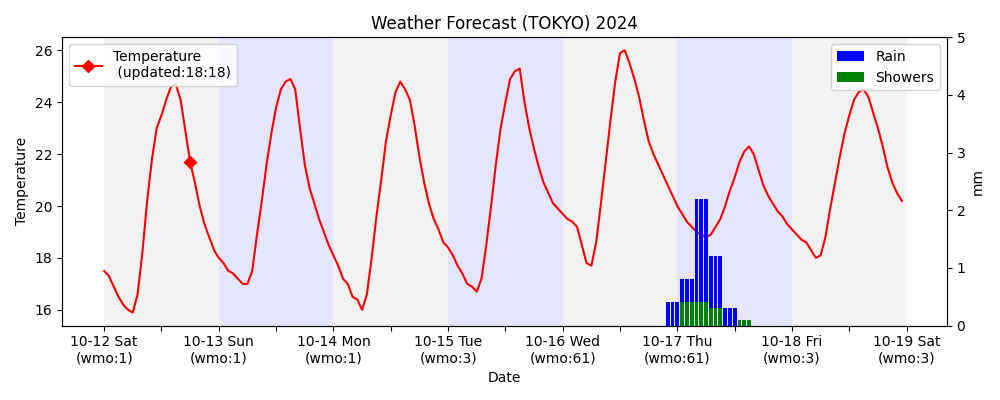 Weather Forecast (TOKYO) 2024
Temperature
(updated:18:18)
Rain
Showers
26
24
22
20
18
16
Temperature
5
4
3
2
1
0
mm
10-12 Sat
(wmo:1)
10-13 Sun
(wmo:1)
10-14 Mon
(wmo:1)
10-15 Tue
(wmo:3)
10-16 Wed
(wmo:61)
10-17 Thu
(wmo:61)
10-18 Fri
(wmo:3)
10-19 Sat
(wmo:3)
Date